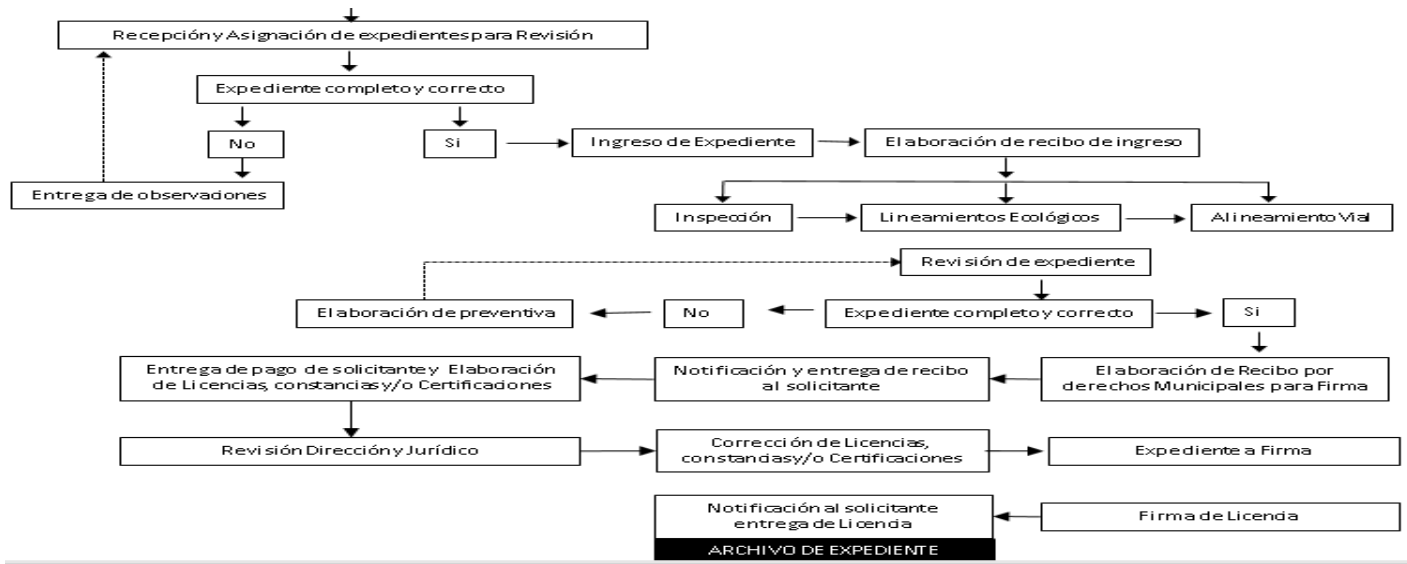 Recepción y Asignación de expedientes para Revisión
Expediente completo y correcto
No
Si
Ingreso de Expediente
Elaboración de recibo de ingreso
Entrega de observaciones
Inspección
Lineamientos Ecológicos
Alineamiento Vial
Revisión de expediente
Elaboración de preventiva
No
Expediente completo y correcto
Si
Entrega de pago de solicitante y Elaboración
de Licencias, constancias y/o Certificaciones
Notificación y entrega de recibo
al solicitante
Elaboración de Recibo por
derechos Municipales para Firma
Revisión Dirección y Jurídico
Corrección de Licencias,
constancias y/o Certificaciones
Expediente a Firma
Notificación al solicitante
entrega de Licencia
Firma de Licencia
ARCHIVO DE EXPEDIENTE